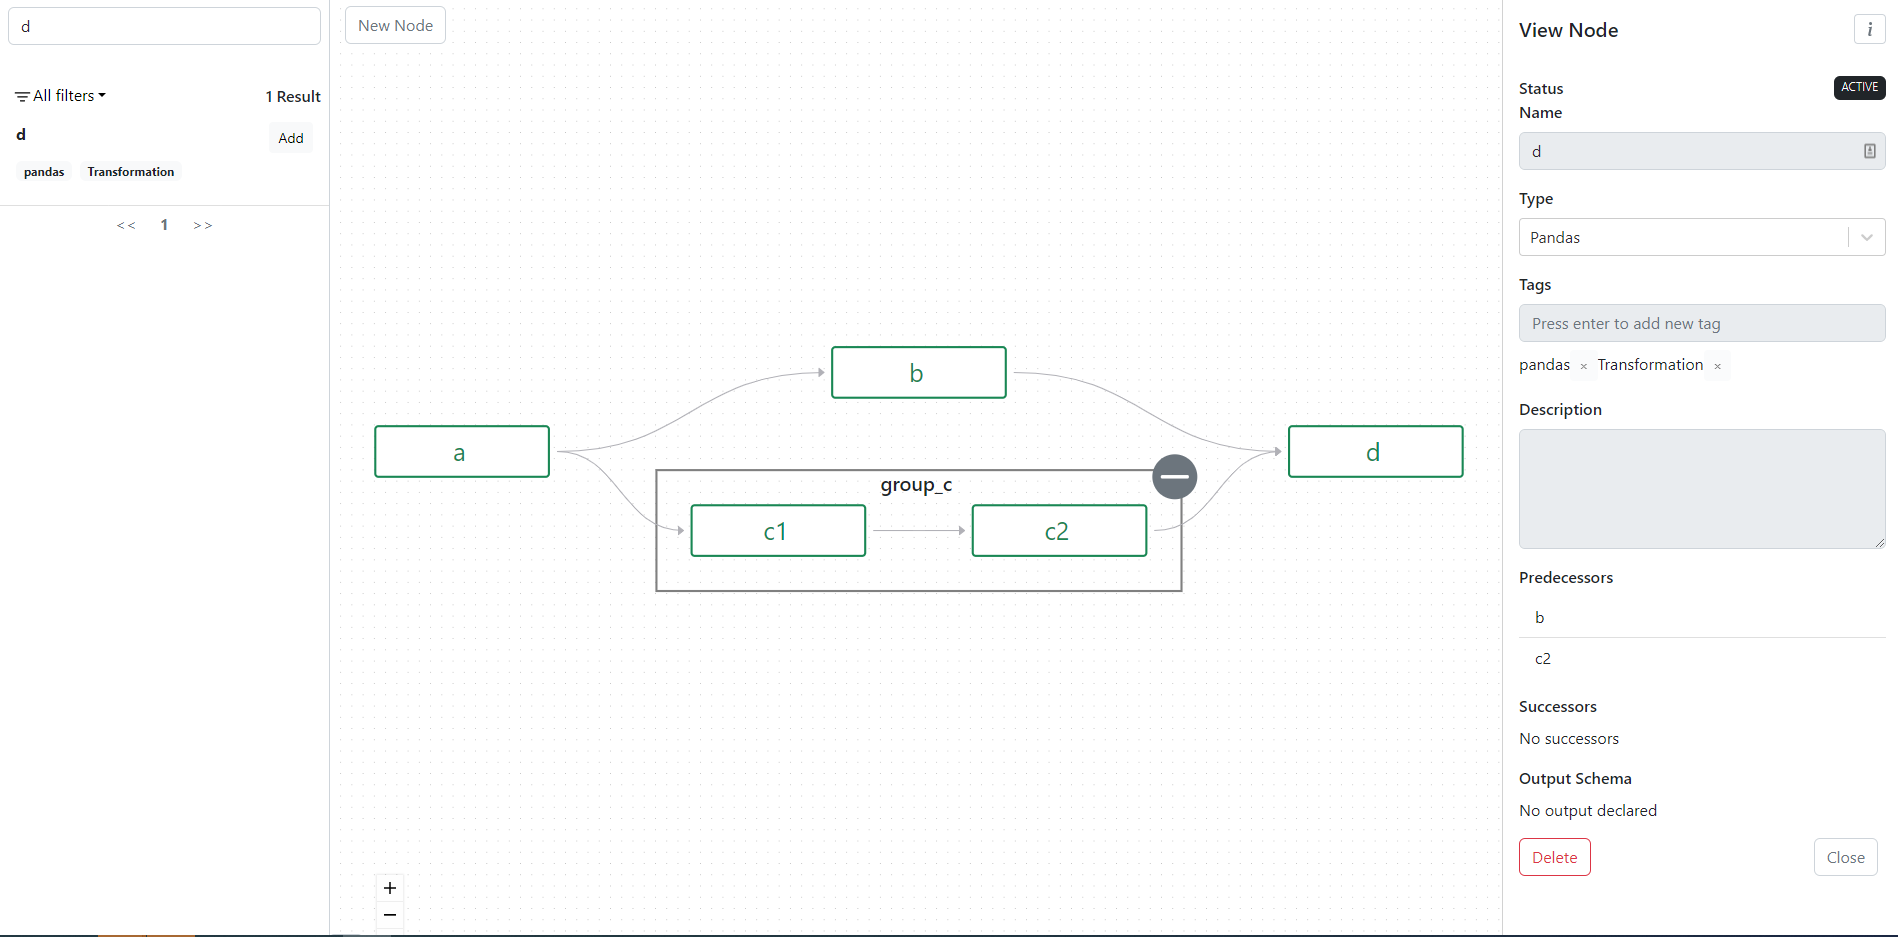 d
New Node
View Node
i
All filters
1 Result
d
Add
pandas
Transformation
<< 1 >>
b
a
group_c
c1
c2
d
Status
ACTIVE
Name
d
Type
Pandas
Tags
Press enter to add new tag
pandas × Transformation ×
Description
Predecessors
b
c2
Successors
No successors
Output Schema
No output declared
Delete
Close
+
−